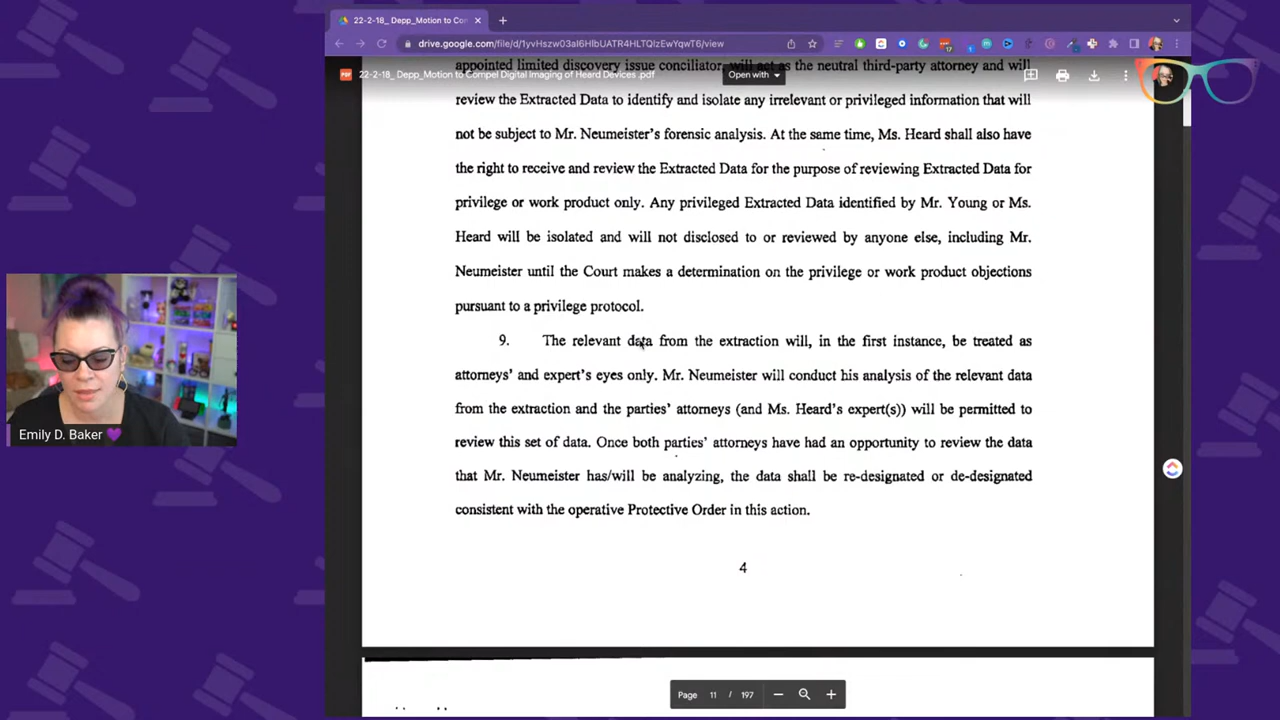 22-2-18_ Depp_Motion to Con
drive.google.com/file/d/1yvHszw03aI6HIbUATR4HLTQIzEwYqwT6/view
appointed limited discovery issue conciliator, will act as the neutral third-party attorney and will
PDF 22-2-18_ Depp_Motion to Compel Digital Imaging of Heard Devices .pdf Open with
review the Extracted Data to identify and isolate any irrelevant or privileged information that will
not be subject to Mr. Neumeister's forensic analysis. At the same time, Ms. Heard shall also have
the right to receive and review the Extracted Data for the purpose of reviewing Extracted Data for
privilege or work product only. Any privileged Extracted Data identified by Mr. Young or Ms.
Heard will be isolated and will not disclosed to or reviewed by anyone else, including Mr.
Neumeister until the Court makes a determination on the privilege or work product objections
pursuant to a privilege protocol.
9. The relevant data from the extraction will, in the first instance, be treated as
attorneys' and expert's eyes only. Mr. Neumeister will conduct his analysis of the relevant data
from the extraction and the parties' attorneys (and Ms. Heard's expert(s)) will be permitted to
review this set of data. Once both parties' attorneys have had an opportunity to review the data
that Mr. Neumeister has/will be analyzing, the data shall be re-designated or de-designated
consistent with the operative Protective Order in this action.
4
Emily D. Baker 💜
Page 11 / 197